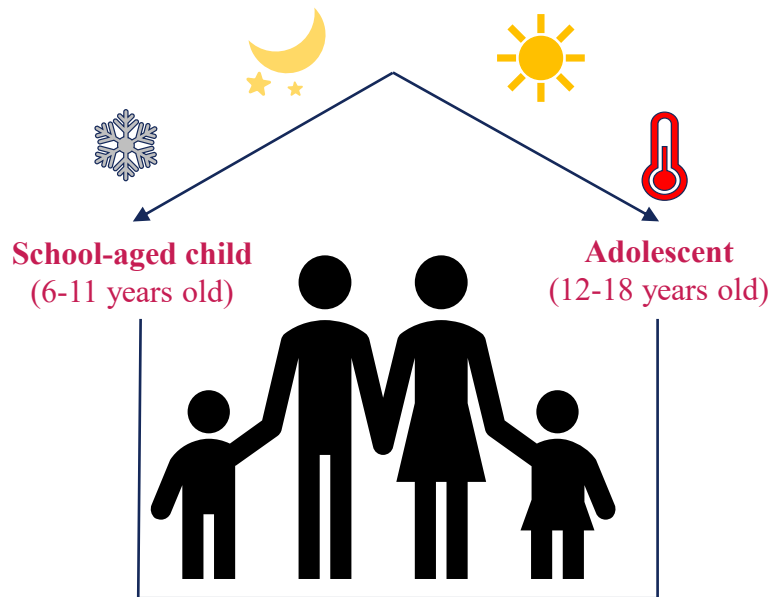 School-aged child
(6-11 years old)
Adolescent
(12-18 years old)